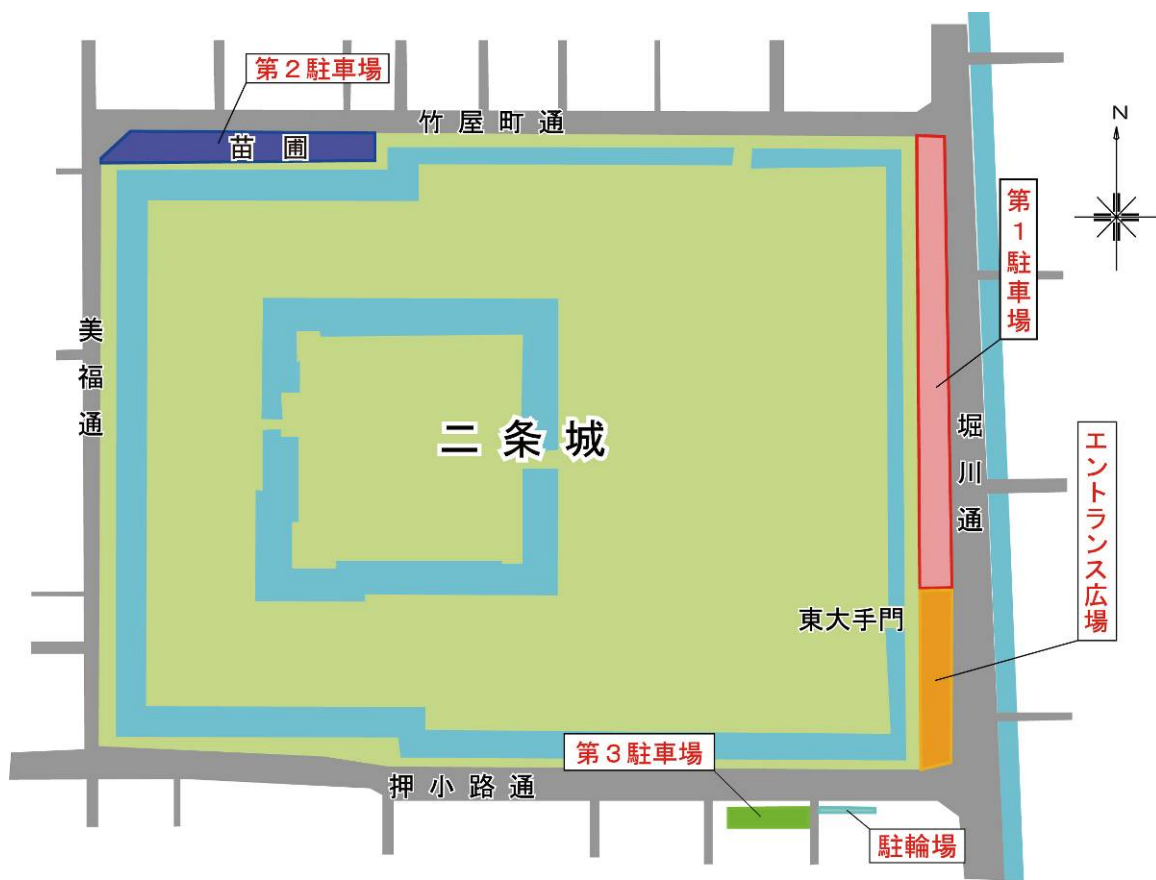 第2駐車場
竹屋町通
苗圃
N
第1駐車場
美福通
二条城
堀川通
エントランス広場
東大手門
第3駐車場
押小路通
駐輪場